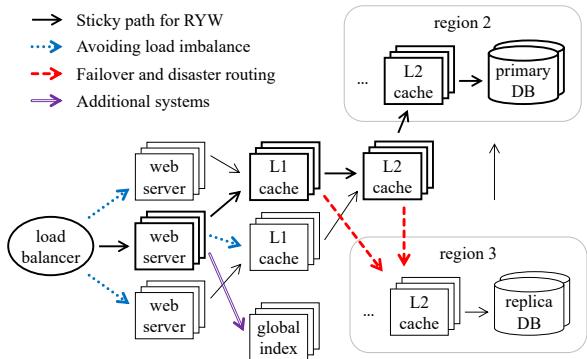 Sticky path for RYW
Avoiding load imbalance
Failover and disaster routing
Additional systems
region 2
...
L2
cache
primary
DB
web
server
L1
cache
L2
cache
load
balancer
web
server
L1
cache
region 3
web
server
global
index
...
L2
cache
replica
DB